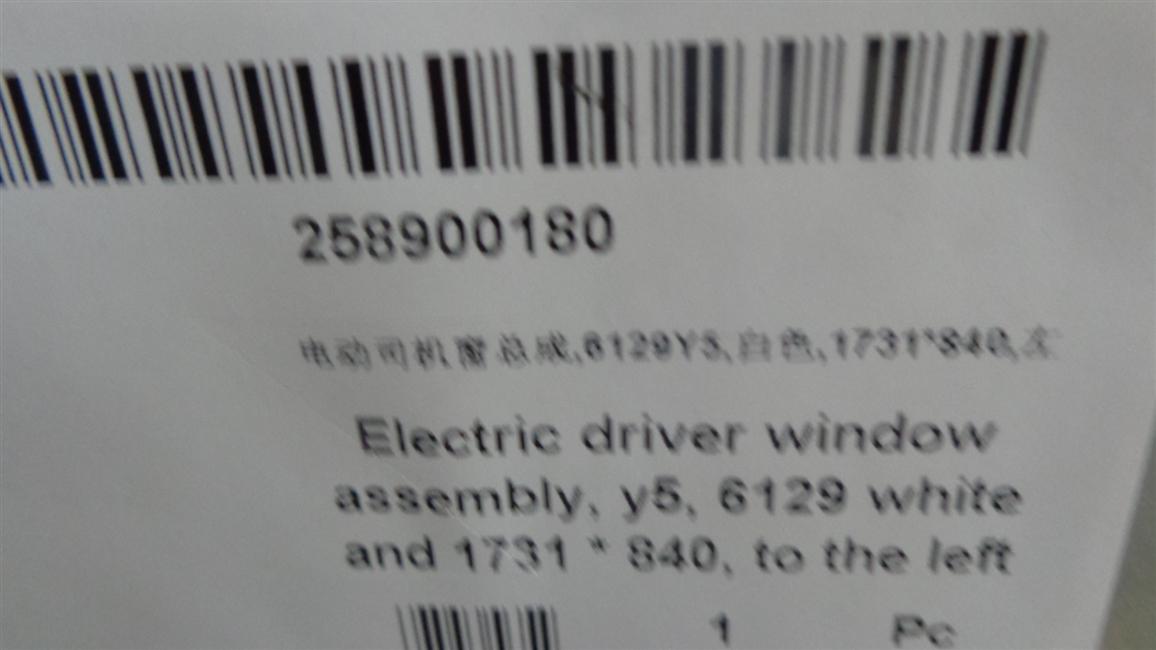 258900180
电动司机窗总成,6129Y5,白色,1731*840,左
Electric driver window
assembly, y5, 6129 white
and 1731 * 840, to the left
1 Pc